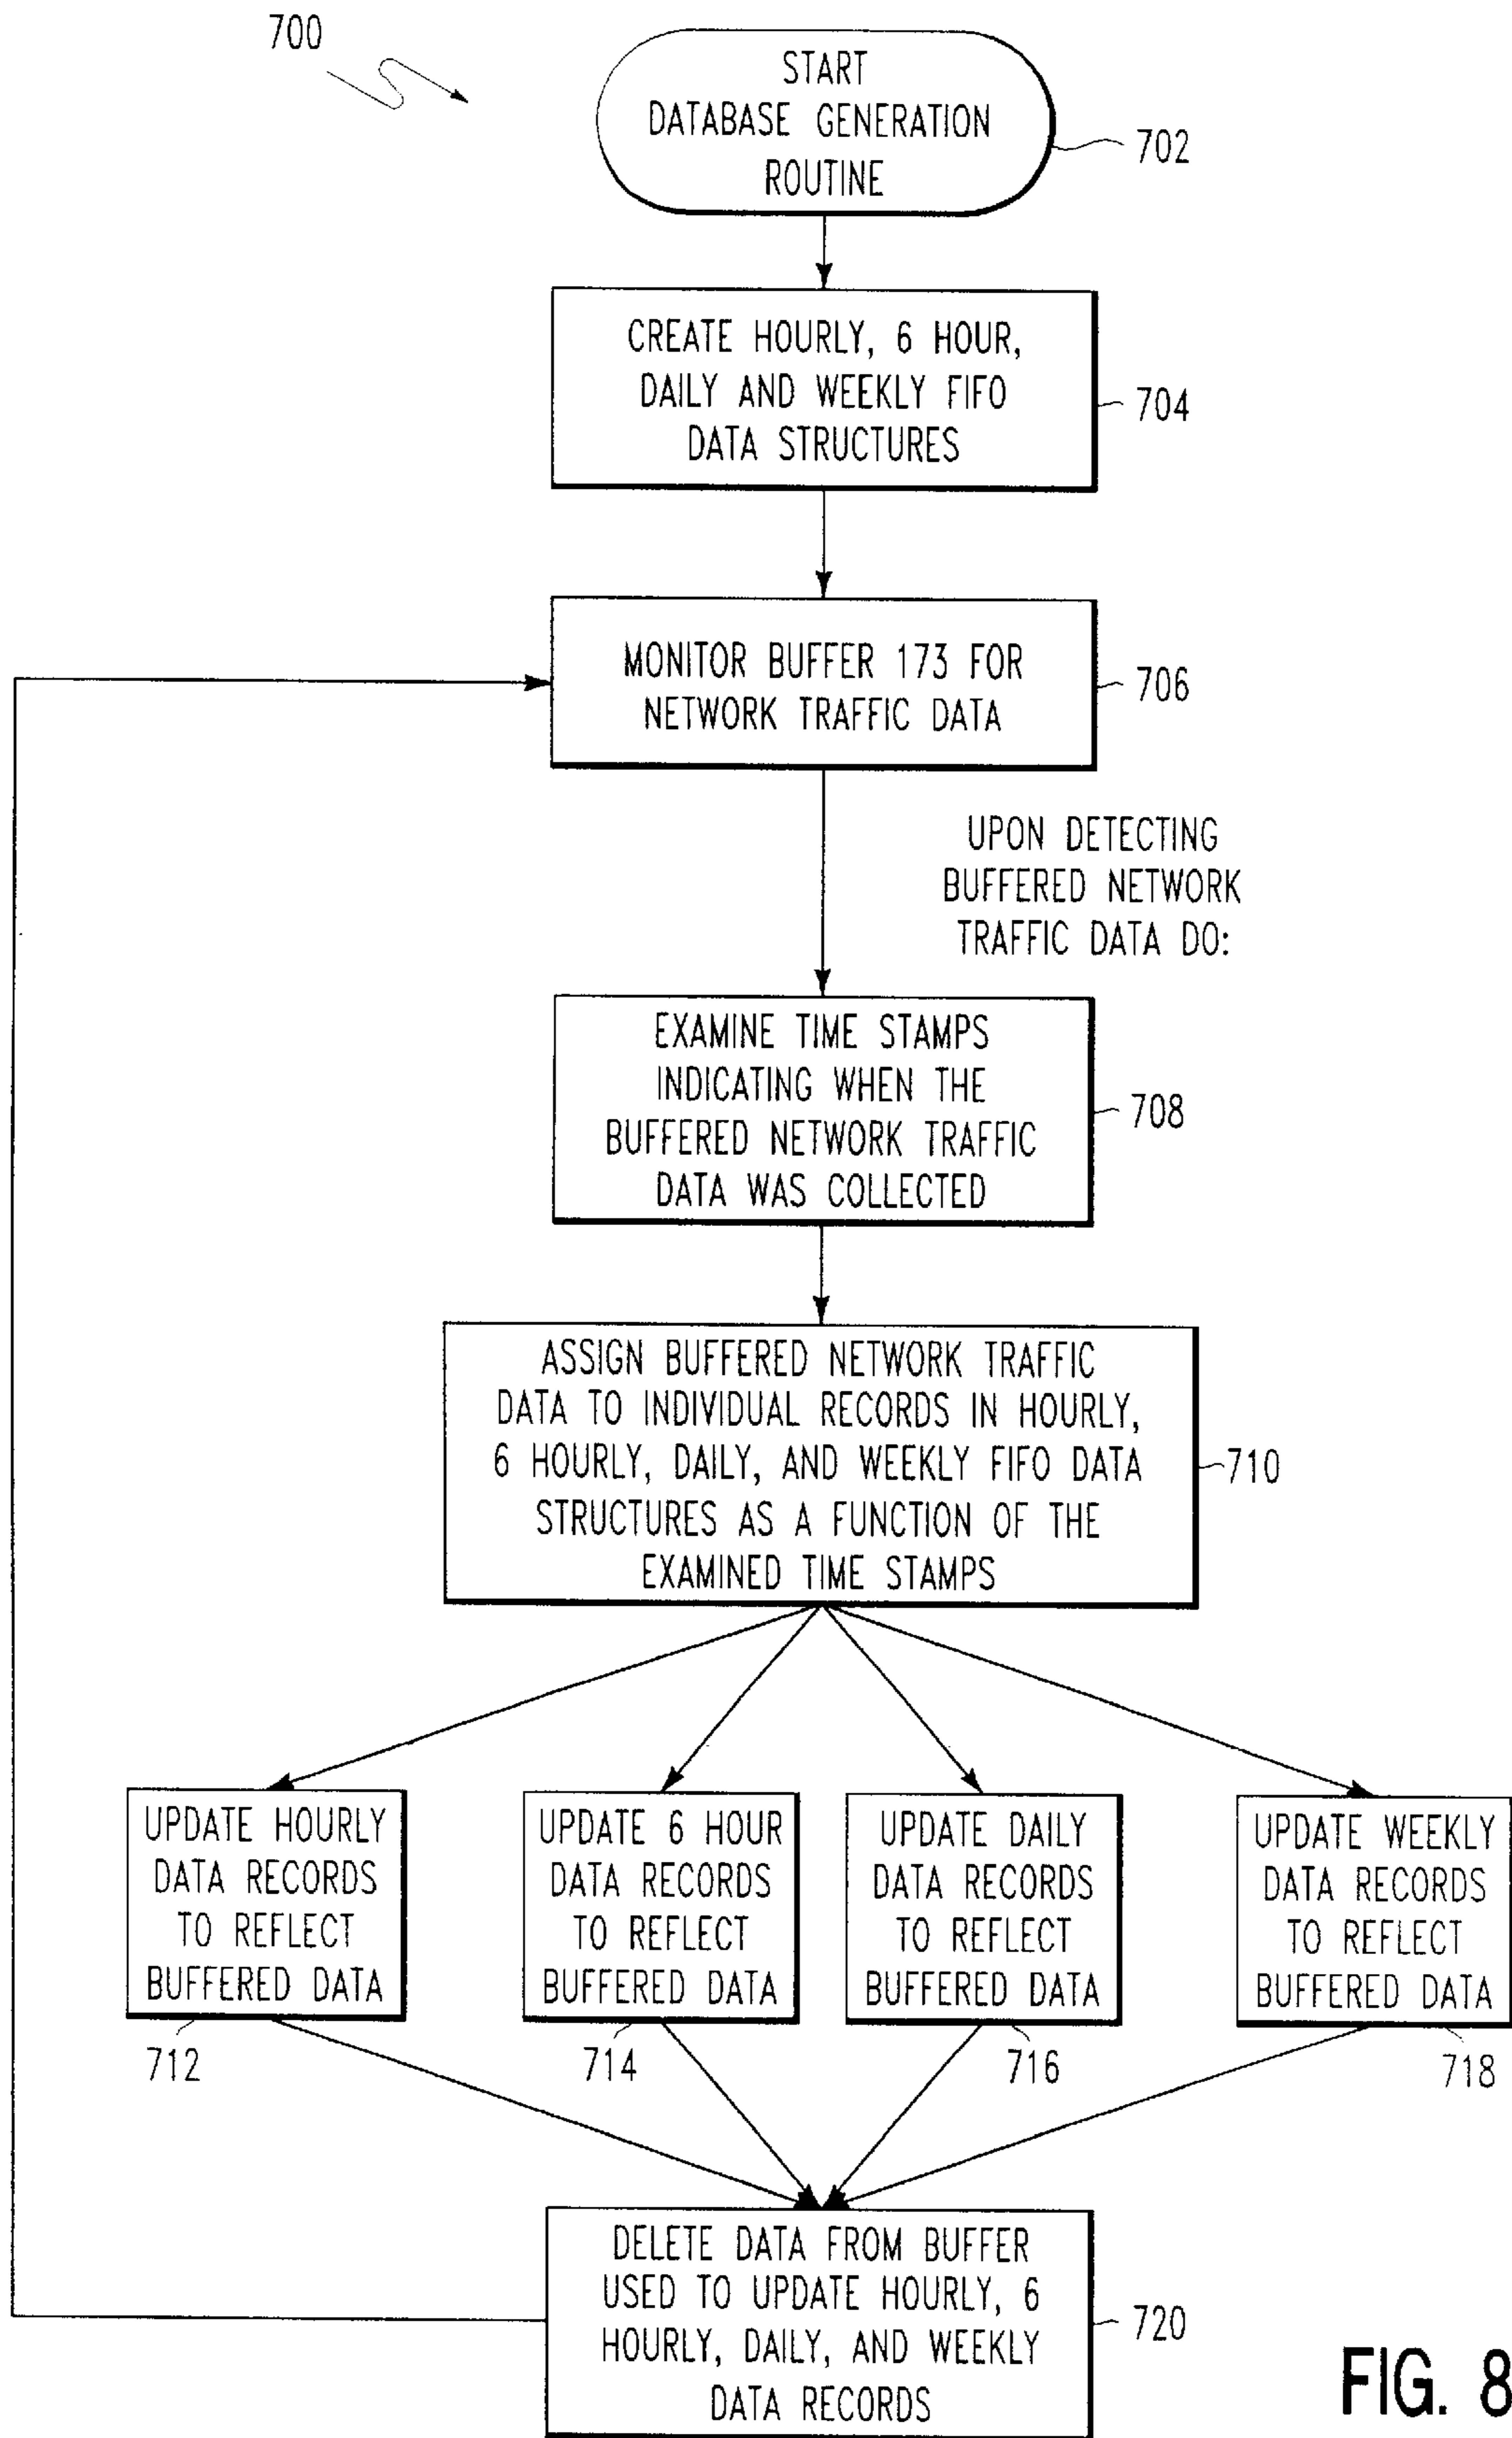 700
START
DATABASE GENERATION
ROUTINE
702
CREATE HOURLY, 6 HOUR,
DAILY AND WEEKLY FIFO
DATA STRUCTURES
704
MONITOR BUFFER 173 FOR
NETWORK TRAFFIC DATA
706
UPON DETECTING
BUFFERED NETWORK
TRAFFIC DATA DO:
EXAMINE TIME STAMPS
INDICATING WHEN THE
BUFFERED NETWORK TRAFFIC
DATA WAS COLLECTED
708
ASSIGN BUFFERED NETWORK TRAFFIC
DATA TO INDIVIDUAL RECORDS IN HOURLY,
6 HOURLY, DAILY, AND WEEKLY FIFO DATA
STRUCTURES AS A FUNCTION OF THE
EXAMINED TIME STAMPS
710
UPDATE HOURLY
DATA RECORDS
TO REFLECT
BUFFERED DATA
712
UPDATE 6 HOUR
DATA RECORDS
TO REFLECT
BUFFERED DATA
714
UPDATE DAILY
DATA RECORDS
TO REFLECT
BUFFERED DATA
716
UPDATE WEEKLY
DATA RECORDS
TO REFLECT
BUFFERED DATA
718
DELETE DATA FROM BUFFER
USED TO UPDATE HOURLY, 6
HOURLY, DAILY, AND WEEKLY
DATA RECORDS
720
FIG. 8